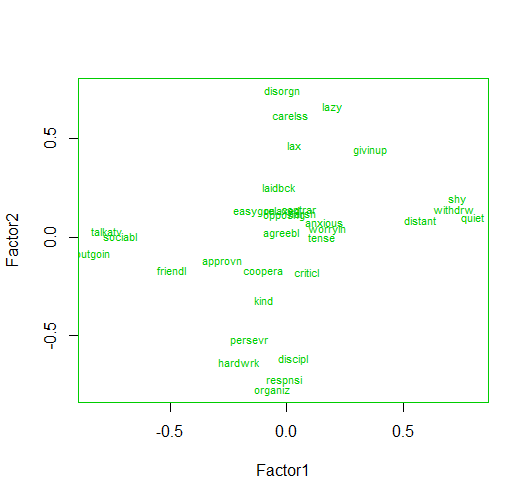 disorgn
lazy
carelss
0.5
lax
givinup
laidbck
shy
easygoi
withdrw
distant
quiet
anxious
worryin
tense
agreebl
talkatv
sociabl
0.0
outgoin
approvn
friendl
coopera
criticl
kind
-0.5
persevr
hardwrk
discipl
respnsi
organiz
Factor2
-0.5 0.0 0.5
Factor1